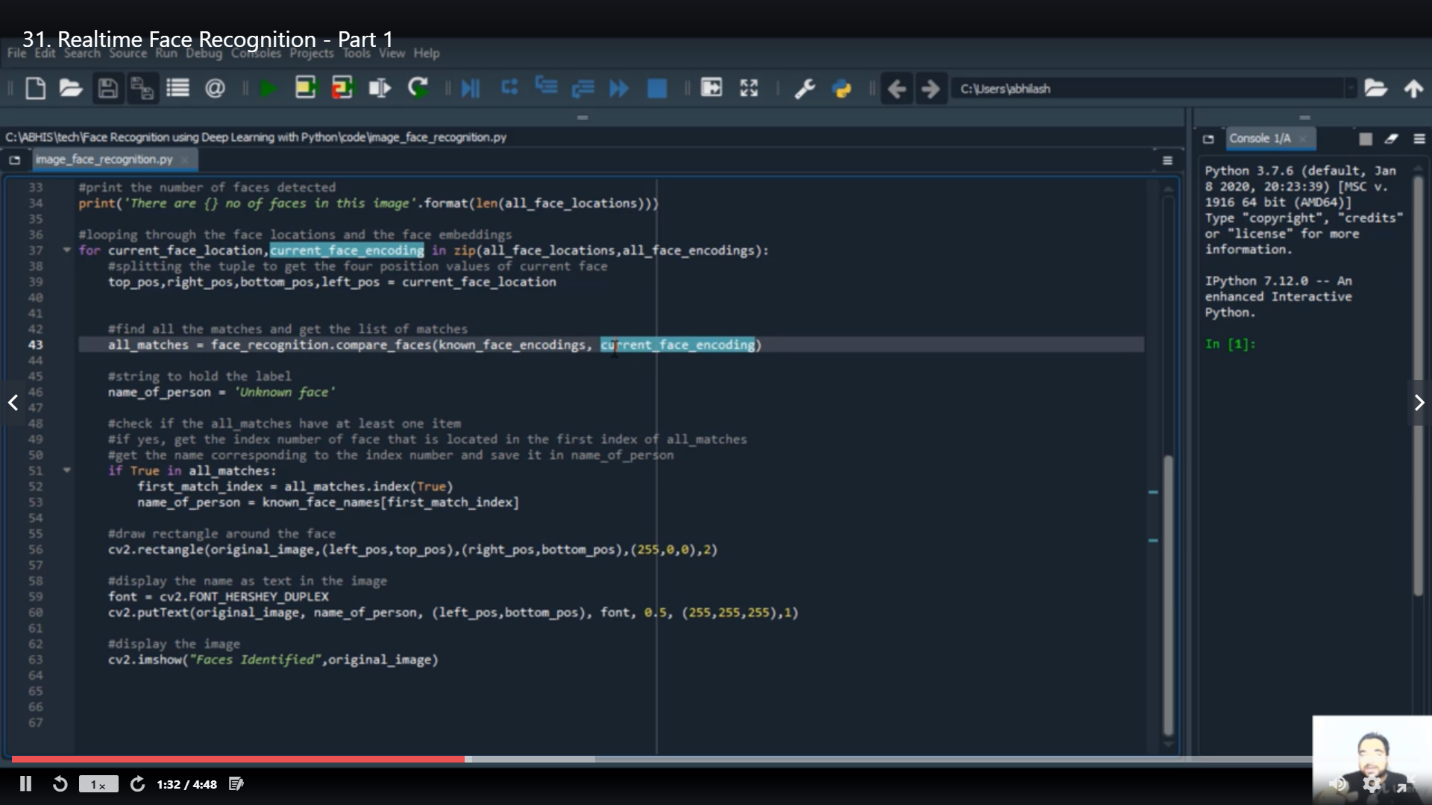 31. Realtime Face Recognition - Part 1
File Edit Search Source Run Debug Consoles Projects Tools View Help
C:\Users\abhilash
C:\ABHIS\tech\Face Recognition using Deep Learning with Python\code\image_face_recognition.py
image_face_recognition.py
33 #print the number of faces detected
34 print('There are {} no of faces in this image'.format(len(all_face_locations)))
35
36 #looping through the face locations and the face embeddings
37 for current_face_location,current_face_encoding in zip(all_face_locations,all_face_encodings):
38 #splitting the tuple to get the four position values of current face
39 top_pos,right_pos,bottom_pos,left_pos = current_face_location
40
41
42 #find all the matches and get the list of matches
43 all_matches = face_recognition.compare_faces(known_face_encodings, current_face_encoding)
44
45 #string to hold the label
46 name_of_person = 'Unknown face'
47
48 #check if the all_matches have at least one item
49 #if yes, get the index number of face that is located in the first index of all_matches
50 #get the name corresponding to the index number and save it in name_of_person
51 if True in all_matches:
52 first_match_index = all_matches.index(True)
53 name_of_person = known_face_names[first_match_index]
54
55 #draw rectangle around the face
56 cv2.rectangle(original_image,(left_pos,top_pos),(right_pos,bottom_pos),(255,0,0),2)
57
58 #display the name as text in the image
59 font = cv2.FONT_HERSHEY_DUPLEX
60 cv2.putText(original_image, name_of_person, (left_pos,bottom_pos), font, 0.5, (255,255,255),1)
61
62 #display the image
63 cv2.imshow("Faces Identified",original_image)
64
65
66
67
Console 1/A
Python 3.7.6 (default, Jan
8 2020, 20:23:39) [MSC v.
1916 64 bit (AMD64)]
Type "copyright", "credits"
or "license" for more
information.
IPython 7.12.0 -- An
enhanced Interactive
Python.
In [1]:
1x
1:32 / 4:48